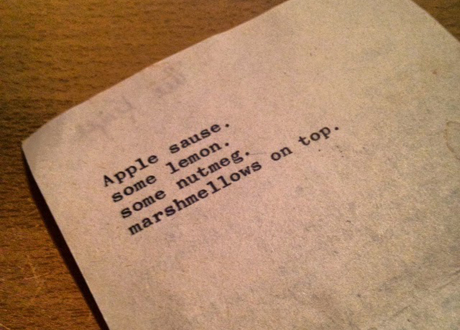 Apple sause.
some lemon.
some nutmeg.
marshmellows on top.